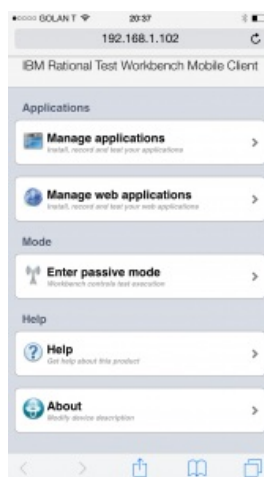 GOLAN T 20:37
192.168.1.102
IBM Rational Test Workbench Mobile Client
Applications
Manage applications
Install, record and test your applications
Manage web applications
Install, record and test your web applications
Mode
Enter passive mode
Workbench controls test execution
Help
Help
Get help about this product
About
Modify device description